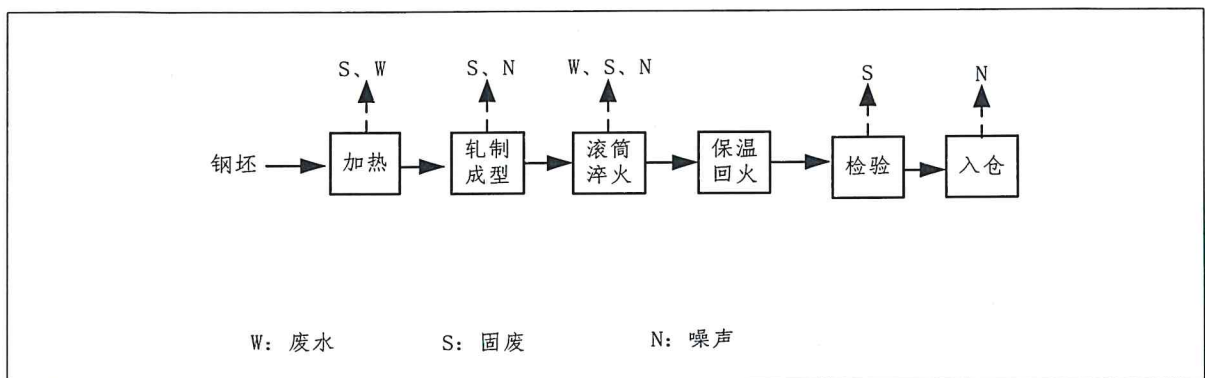 S、W
S、N
W、S、N
S
N
钢坯
加热
轧制
成型
滚筒
淬火
保温
回火
检验
入仓
W: 废水
S: 固废
N: 噪声